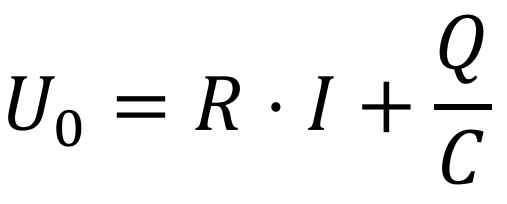 U₀ = R · I + Q/C